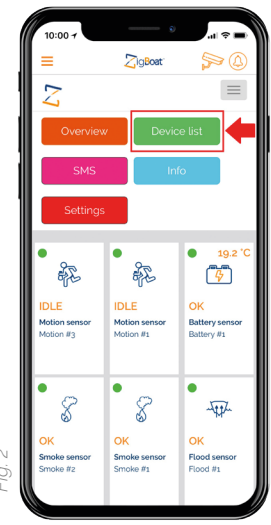 10:00
ZigBoat
Overview
Device list
SMS
Info
Settings
IDLE
Motion sensor
Motion #3
IDLE
Motion sensor
Motion #1
19.2 °C
OK
Battery sensor
Battery #1
OK
Smoke sensor
Smoke #2
OK
Smoke sensor
Smoke #1
OK
Flood sensor
Flood #1
Fig. 2